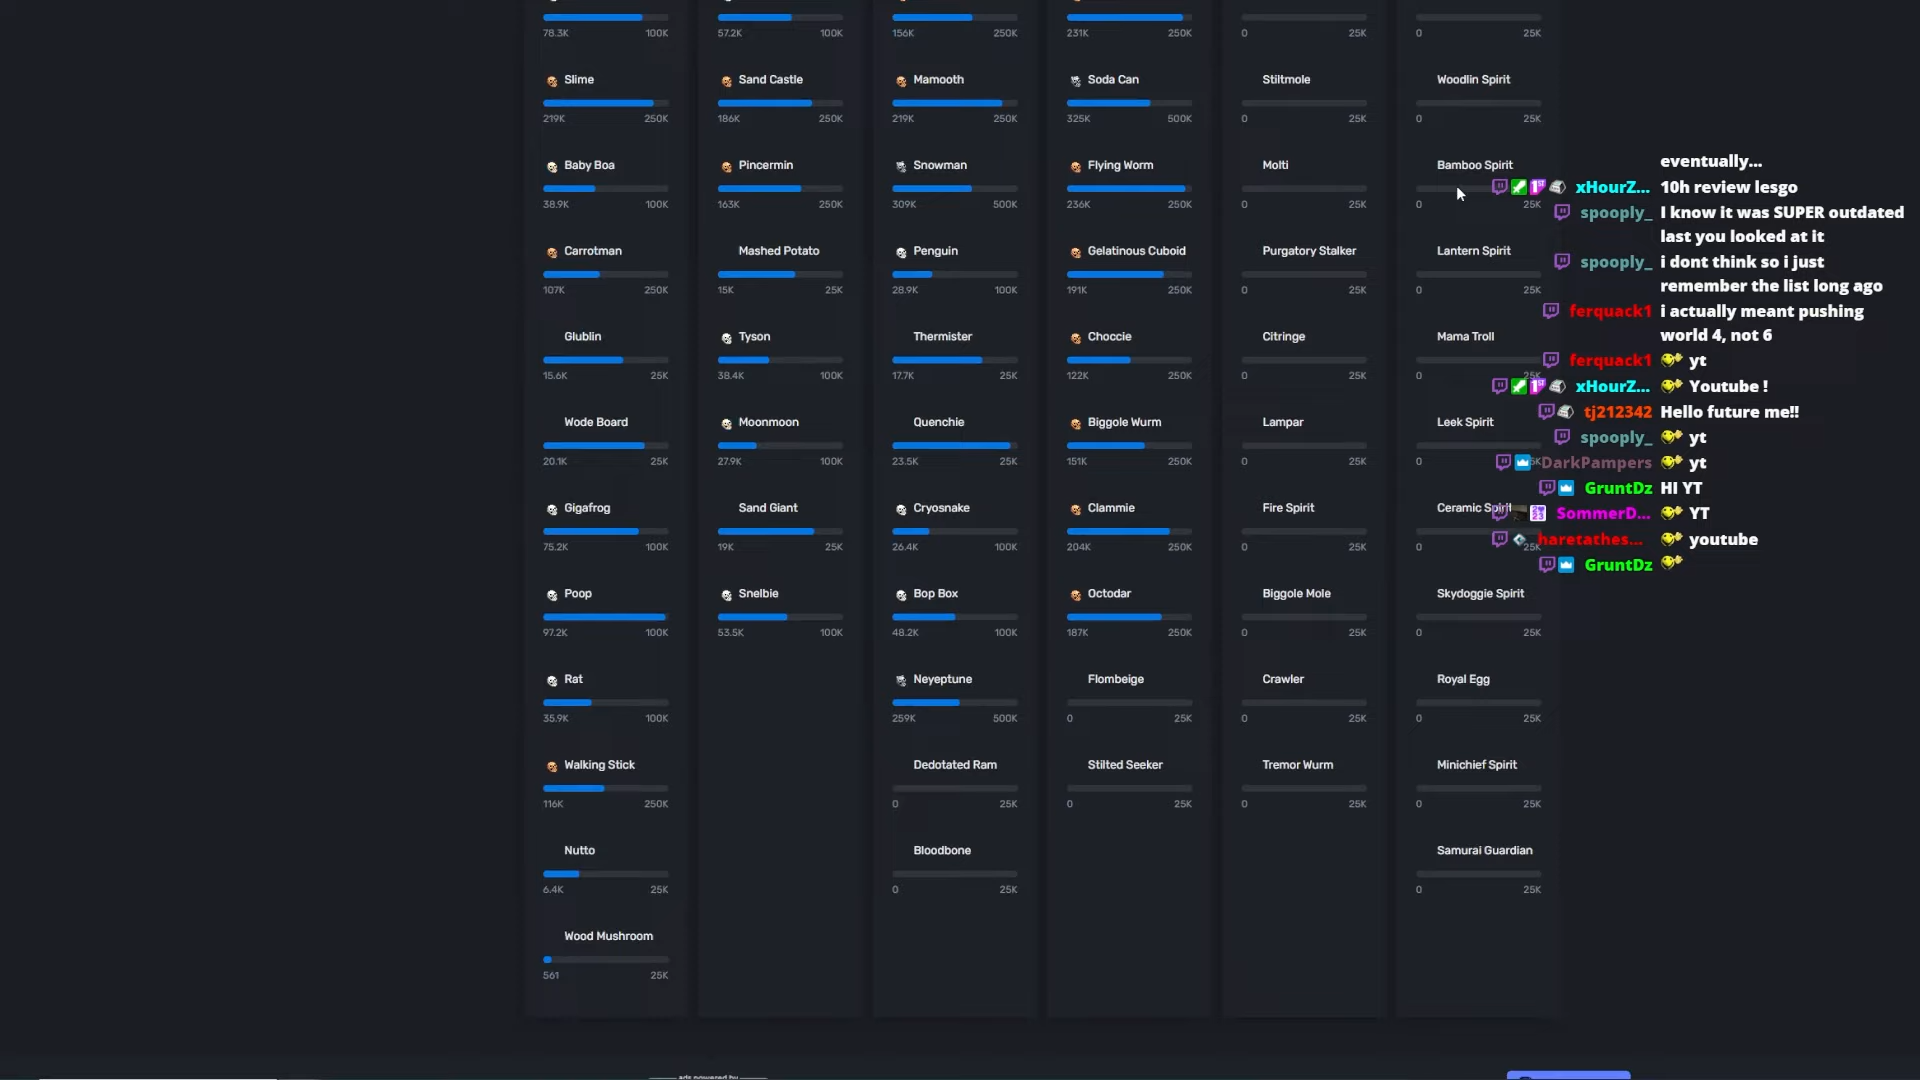 78.3K 100K
Slime
219K 250K
Baby Boa
38.9K 100K
Carrotman
107K 250K
Glublin
15.6K 25K
Wode Board
20.1K 25K
Gigafrog
75.2K 100K
Poop
97.2K 100K
Rat
35.9K 100K
Walking Stick
116K 250K
Nutto
6.4K 25K
Wood Mushroom
561 25K
57.2K 100K
Sand Castle
186K 250K
Pincermin
163K 250K
Mashed Potato
15K 25K
Tyson
38.4K 100K
Moonmoon
27.9K 100K
Sand Giant
19K 25K
Snelbie
53.5K 100K
156K 250K
Mamooth
219K 250K
Snowman
309K 500K
Penguin
28.9K 100K
Thermister
17.7K 25K
Quenchie
23.5K 25K
Cryosnake
26.4K 100K
Bop Box
48.2K 100K
Neyeptune
259K 500K
Dedotated Ram
0 25K
Bloodbone
0 25K
231K 250K
Soda Can
325K 500K
Flying Worm
236K 250K
Gelatinous Cuboid
191K 250K
Choccie
122K 250K
Biggole Wurm
151K 250K
Clammie
204K 250K
Octodar
187K 250K
Flombeige
0 25K
Stilted Seeker
0 25K
0 25K
Stiltmole
0 25K
Molti
0 25K
Purgatory Stalker
0 25K
Citringe
0 25K
Lampar
0 25K
Fire Spirit
0 25K
Biggole Mole
0 25K
Crawler
0 25K
Tremor Wurm
0 25K
0 25K
Woodlin Spirit
0 25K
Bamboo Spirit
0 25K
Lantern Spirit
0 25K
Mama Troll
0 25K
Leek Spirit
0
Ceramic Spirit
0 25K
Skydoggie Spirit
0 25K
Royal Egg
0 25K
Minichief Spirit
0 25K
Samurai Guardian
0 25K
eventually...
xHourZ... 10h review lesgo
spooply_ I know it was SUPER outdated
last you looked at it
spooply_ i dont think so i just
remember the list long ago
ferquack1 i actually meant pushing
world 4, not 6
ferquack1 yt
xHourZ... Youtube !
tj212342 Hello future me!!
spooply_ yt
DarkPampers yt
GruntDz HI YT
SommerD... YT
haretathes... youtube
GruntDz
ads powered by